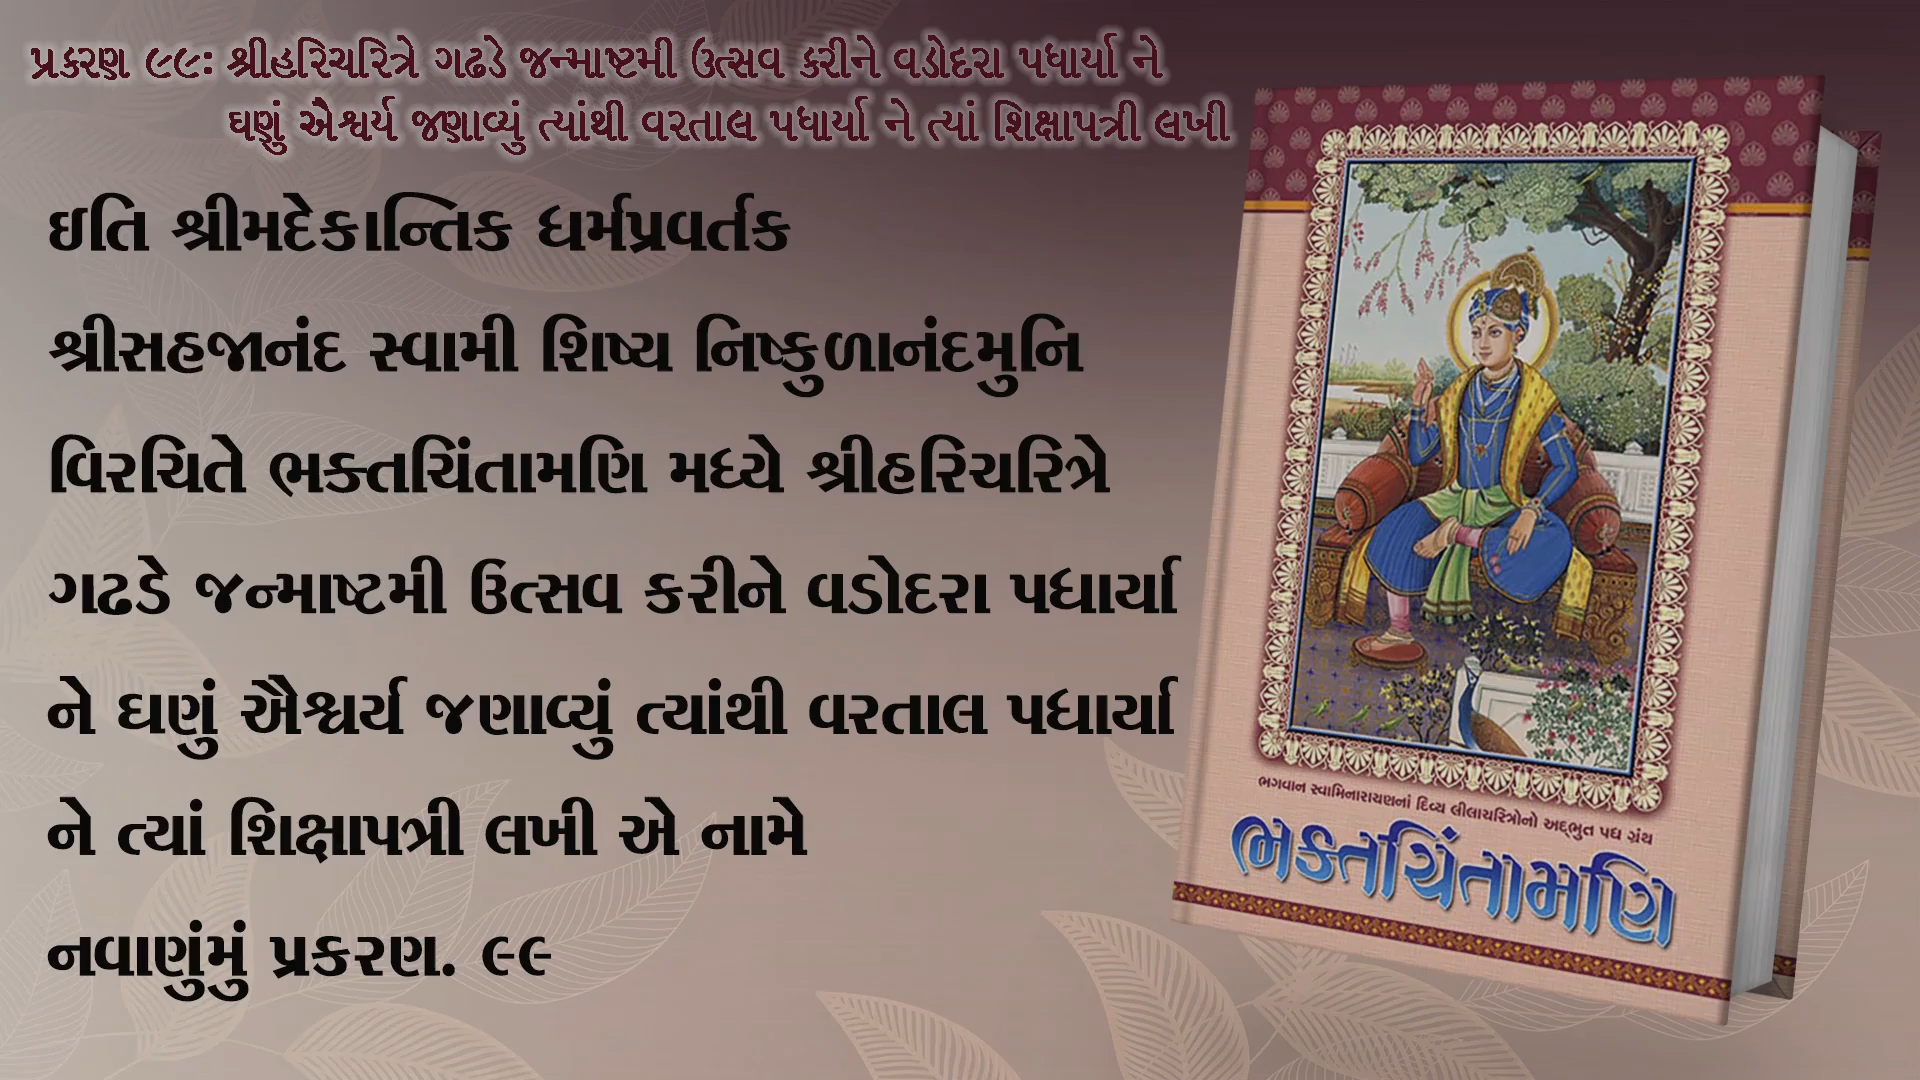 પ્રકરણ ૯૯: શ્રીહરિચરિત્રે ગઢડે જન્માષ્ટમી ઉત્સવ કરીને વડોદરા પધાર્યા ને
ઘણું ઐશ્વર્ય જણાવ્યું ત્યાંથી વરતાલ પધાર્યા ને ત્યાં શિક્ષાપત્રી લખી
ઇતિ શ્રીમદેકાન્તિક ધર્મપ્રવર્તક
શ્રીસહજાનંદ સ્વામી શિષ્ય નિષ્કુળાનંદમુનિ
વિરચિતે ભક્તચિંતામણિ મધ્યે શ્રીહરિચરિત્રે
ગઢડે જન્માષ્ટમી ઉત્સવ કરીને વડોદરા પધાર્યા
ને ઘણું ઐશ્વર્ય જણાવ્યું ત્યાંથી વરતાલ પધાર્યા
ને ત્યાં શિક્ષાપત્રી લખી એ નામે
નવાણુંમું પ્રકરણ. ૯૯
ભગવાન સ્વામિનારાયણનાં દિવ્ય લીલાચરિત્રોનો અદ્ભુત પદ્ય ગ્રંથ
ભક્તચિંતામણિ